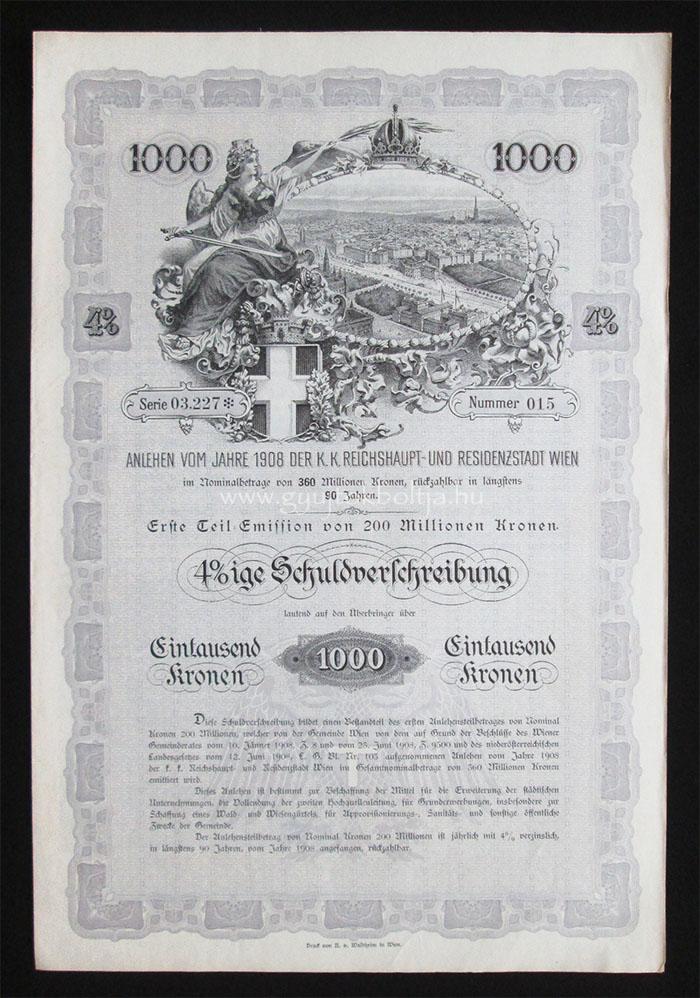 1000 1000
4% 4%
Serie 03.227 Nummer 015
ANLEHEN VOM JAHRE 1908 DER K. K. REICHSHAUPT- UND RESIDENZSTADT WIEN
im Nominalbetrage von 360 Millionen Kronen, rückzahlbar in längstens
90 Jahren.
www.gyujtokboltja.hu
Erste Teil-Emission von 200 Millionen Kronen.
4%ige Schuldverschreibung
lautend auf den Überbringer über
Eintausend 1000 Eintausend
Kronen Kronen
Diese Schuldverschreibung bildet einen Bestandteil des ersten Anlehensteilbetrages von Nominal
Kronen 200 Millionen, welcher von der Gemeinde Wien von dem auf Grund der Beschlüsse des Wiener
Gemeinderates vom 10. Jänner 1908, Z. 8 und vom 25. Juni 1908, Z. 9500 und des niederösterreichischen
Landesgesetzes vom 12. Juni 1908, L. G. Bl. Nr. 105 aufgenommenen Anlehen vom Jahre 1908
der k. k. Reichshaupt- und Residenzstadt Wien im Gesamtnominalbetrage von 360 Millionen Kronen
emittiert wird.
Dieses Anlehen ist bestimmt zur Beschaffung der Mittel für die Erweiterung der städtischen
Unternehmungen, die Vollendung der zweiten Hochquellenleitung, für Grunderwerbungen, insbesondere zur
Schaffung eines Wald- und Wiesengürtels, für Approvisionierungs-, Sanitäts- und sonstige öffentliche
Zwecke der Gemeinde.
Der Anlehensteilbetrag von Nominal Kronen 200 Millionen ist jährlich mit 4% verzinslich,
in längstens 90 Jahren, vom Jahre 1908 angefangen, rückzahlbar.
Druck von R. v. Waldheim in Wien.